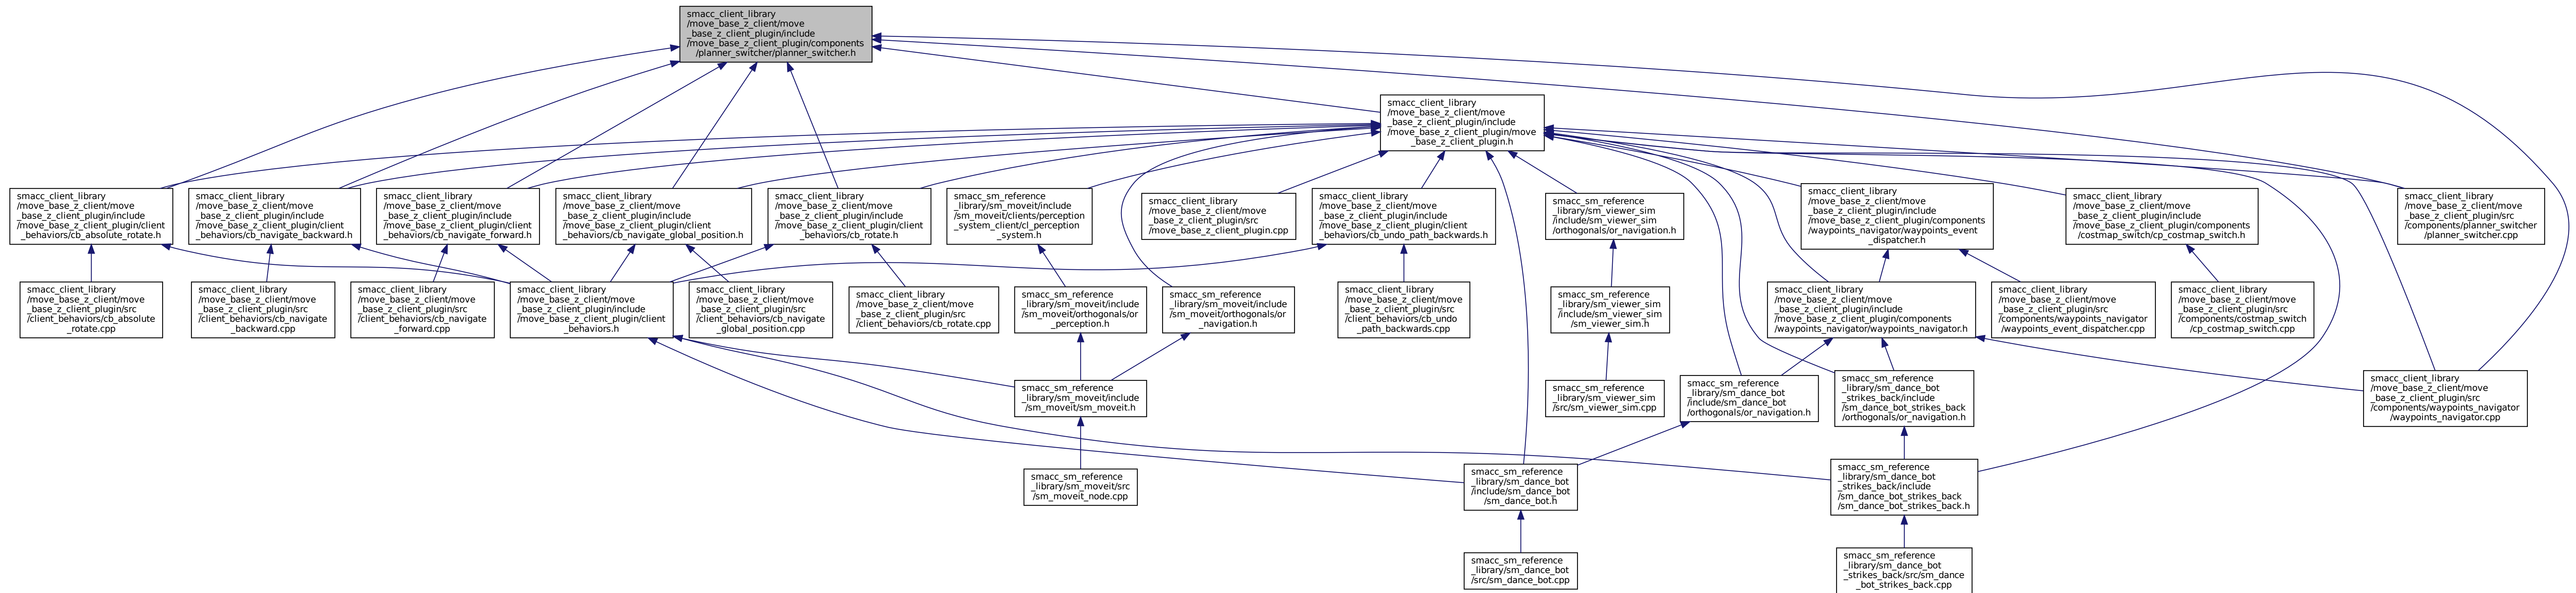 smacc_client_library
/move_base_z_client/move
_base_z_client_plugin/include
/move_base_z_client_plugin/components
/planner_switcher/planner_switcher.h
smacc_client_library
/move_base_z_client/move
_base_z_client_plugin/include
/move_base_z_client_plugin/move
_base_z_client_plugin.h
smacc_client_library
/move_base_z_client/move
_base_z_client_plugin/include
/move_base_z_client_plugin/client
_behaviors/cb_absolute_rotate.h
smacc_client_library
/move_base_z_client/move
_base_z_client_plugin/include
/move_base_z_client_plugin/client
_behaviors/cb_navigate_backward.h
smacc_client_library
/move_base_z_client/move
_base_z_client_plugin/include
/move_base_z_client_plugin/client
_behaviors/cb_navigate_forward.h
smacc_client_library
/move_base_z_client/move
_base_z_client_plugin/include
/move_base_z_client_plugin/client
_behaviors/cb_navigate_global_position.h
smacc_client_library
/move_base_z_client/move
_base_z_client_plugin/include
/move_base_z_client_plugin/client
_behaviors/cb_rotate.h
smacc_sm_reference
_library/sm_moveit/include
/sm_moveit/clients/perception
_system_client/cl_perception
_system.h
smacc_client_library
/move_base_z_client/move
_base_z_client_plugin/src
/move_base_z_client_plugin.cpp
smacc_client_library
/move_base_z_client/move
_base_z_client_plugin/include
/move_base_z_client_plugin/client
_behaviors/cb_undo_path_backwards.h
smacc_sm_reference
_library/sm_viewer_sim
/include/sm_viewer_sim
/orthogonals/or_navigation.h
smacc_client_library
/move_base_z_client/move
_base_z_client_plugin/include
/move_base_z_client_plugin/components
/waypoints_navigator/waypoints_event
_dispatcher.h
smacc_client_library
/move_base_z_client/move
_base_z_client_plugin/include
/move_base_z_client_plugin/components
/costmap_switch/cp_costmap_switch.h
smacc_client_library
/move_base_z_client/move
_base_z_client_plugin/src
/components/planner_switcher
/planner_switcher.cpp
smacc_client_library
/move_base_z_client/move
_base_z_client_plugin/src
/client_behaviors/cb_absolute
_rotate.cpp
smacc_client_library
/move_base_z_client/move
_base_z_client_plugin/src
/client_behaviors/cb_navigate
_backward.cpp
smacc_client_library
/move_base_z_client/move
_base_z_client_plugin/src
/client_behaviors/cb_navigate
_forward.cpp
smacc_client_library
/move_base_z_client/move
_base_z_client_plugin/include
/move_base_z_client_plugin/client
_behaviors.h
smacc_client_library
/move_base_z_client/move
_base_z_client_plugin/src
/client_behaviors/cb_navigate
_global_position.cpp
smacc_client_library
/move_base_z_client/move
_base_z_client_plugin/src
/client_behaviors/cb_rotate.cpp
smacc_sm_reference
_library/sm_moveit/include
/sm_moveit/orthogonals/or
_perception.h
smacc_sm_reference
_library/sm_moveit/include
/sm_moveit/orthogonals/or
_navigation.h
smacc_client_library
/move_base_z_client/move
_base_z_client_plugin/src
/client_behaviors/cb_undo
_path_backwards.cpp
smacc_sm_reference
_library/sm_viewer_sim
/include/sm_viewer_sim
/sm_viewer_sim.h
smacc_client_library
/move_base_z_client/move
_base_z_client_plugin/include
/move_base_z_client_plugin/components
/waypoints_navigator/waypoints_navigator.h
smacc_client_library
/move_base_z_client/move
_base_z_client_plugin/src
/components/waypoints_navigator
/waypoints_event_dispatcher.cpp
smacc_client_library
/move_base_z_client/move
_base_z_client_plugin/src
/components/costmap_switch
/cp_costmap_switch.cpp
smacc_sm_reference
_library/sm_moveit/include
/sm_moveit/sm_moveit.h
smacc_sm_reference
_library/sm_viewer_sim
/src/sm_viewer_sim.cpp
smacc_sm_reference
_library/sm_dance_bot
/include/sm_dance_bot
/orthogonals/or_navigation.h
smacc_sm_reference
_library/sm_dance_bot
_strikes_back/include
/sm_dance_bot_strikes_back
/orthogonals/or_navigation.h
smacc_client_library
/move_base_z_client/move
_base_z_client_plugin/src
/components/waypoints_navigator
/waypoints_navigator.cpp
smacc_sm_reference
_library/sm_moveit/src
/sm_moveit_node.cpp
smacc_sm_reference
_library/sm_dance_bot
/include/sm_dance_bot
/sm_dance_bot.h
smacc_sm_reference
_library/sm_dance_bot
_strikes_back/include
/sm_dance_bot_strikes_back
/sm_dance_bot_strikes_back.h
smacc_sm_reference
_library/sm_dance_bot
/src/sm_dance_bot.cpp
smacc_sm_reference
_library/sm_dance_bot
_strikes_back/src/sm_dance
_bot_strikes_back.cpp